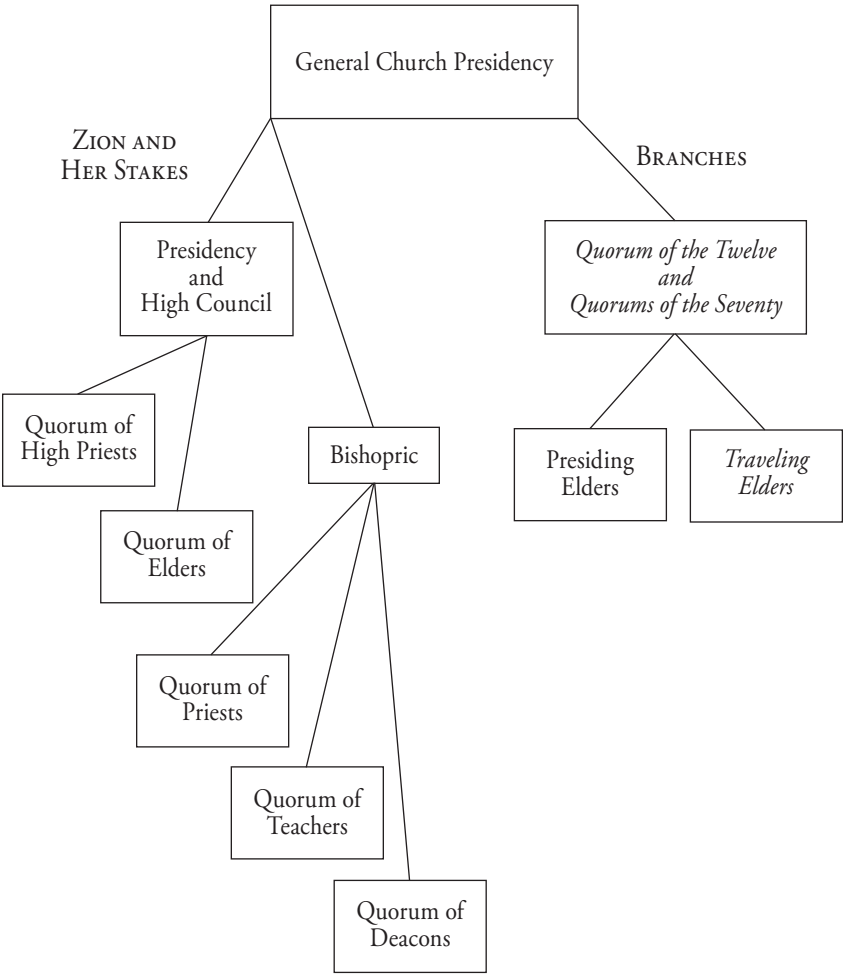 General Church Presidency
Zion and
Her Stakes
Branches
Presidency
and
High Council
Quorum of the Twelve
and
Quorums of the Seventy
Quorum of
High Priests
Quorum of
Elders
Bishopric
Presiding
Elders
Traveling
Elders
Quorum of
Priests
Quorum of
Teachers
Quorum of
Deacons